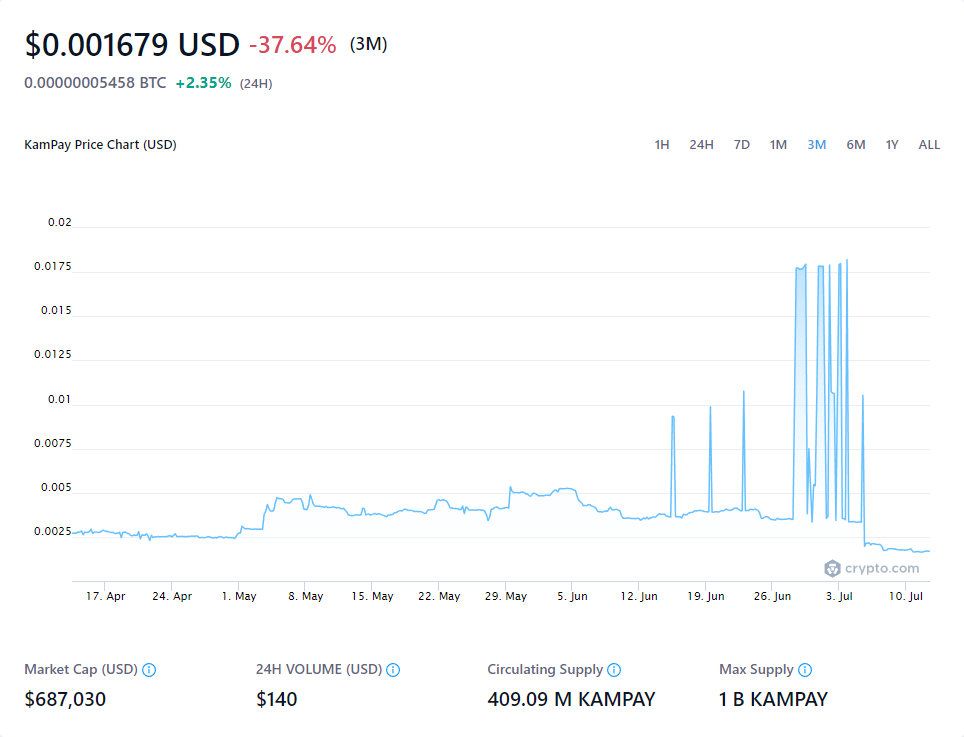 $0.001679 USD -37.64% (3M)
0.00000005458 BTC +2.35% (24H)
KamPay Price Chart (USD) 1H 24H 7D 1M 3M 6M 1Y ALL
0.02
0.0175
0.015
0.0125
0.01
0.0075
0.005
0.0025
crypto.com
17. Apr 24. Apr 1. May 8. May 15. May 22. May 29. May 5. Jun 12. Jun 19. Jun 26. Jun 3. Jul 10. Jul
Market Cap (USD) 24H VOLUME (USD) Circulating Supply Max Supply
$687,030 $140 409.09 M KAMPAY 1 B KAMPAY